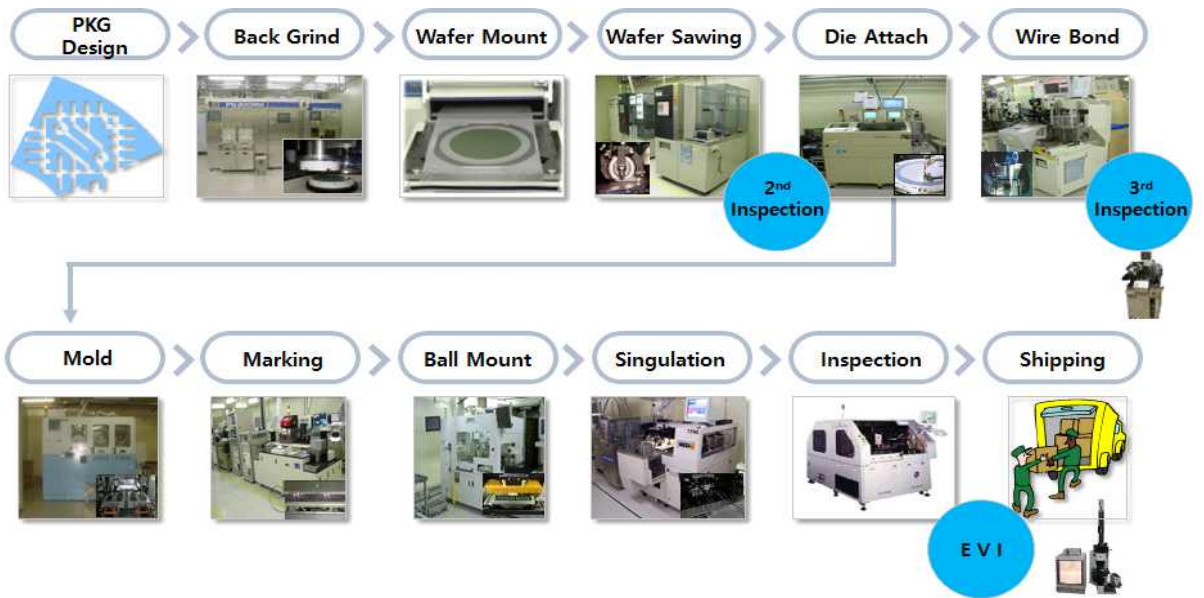 PKG
Design
Back Grind
Wafer Mount
Wafer Sawing
Die Attach
Wire Bond
2nd
Inspection
3rd
Inspection
Mold
Marking
Ball Mount
Singulation
Inspection
Shipping
E V I